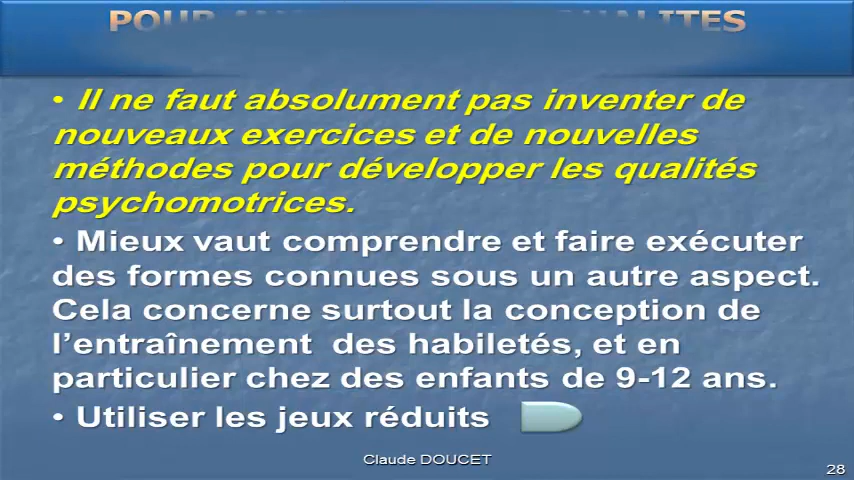 POUR
• Il ne faut absolument pas inventer de
nouveaux exercices et de nouvelles
méthodes pour développer les qualités
psychomotrices.
• Mieux vaut comprendre et faire exécuter
des formes connues sous un autre aspect.
Cela concerne surtout la conception de
l’entraînement des habiletés, et en
particulier chez des enfants de 9-12 ans.
• Utiliser les jeux réduits
Claude DOUCET
28